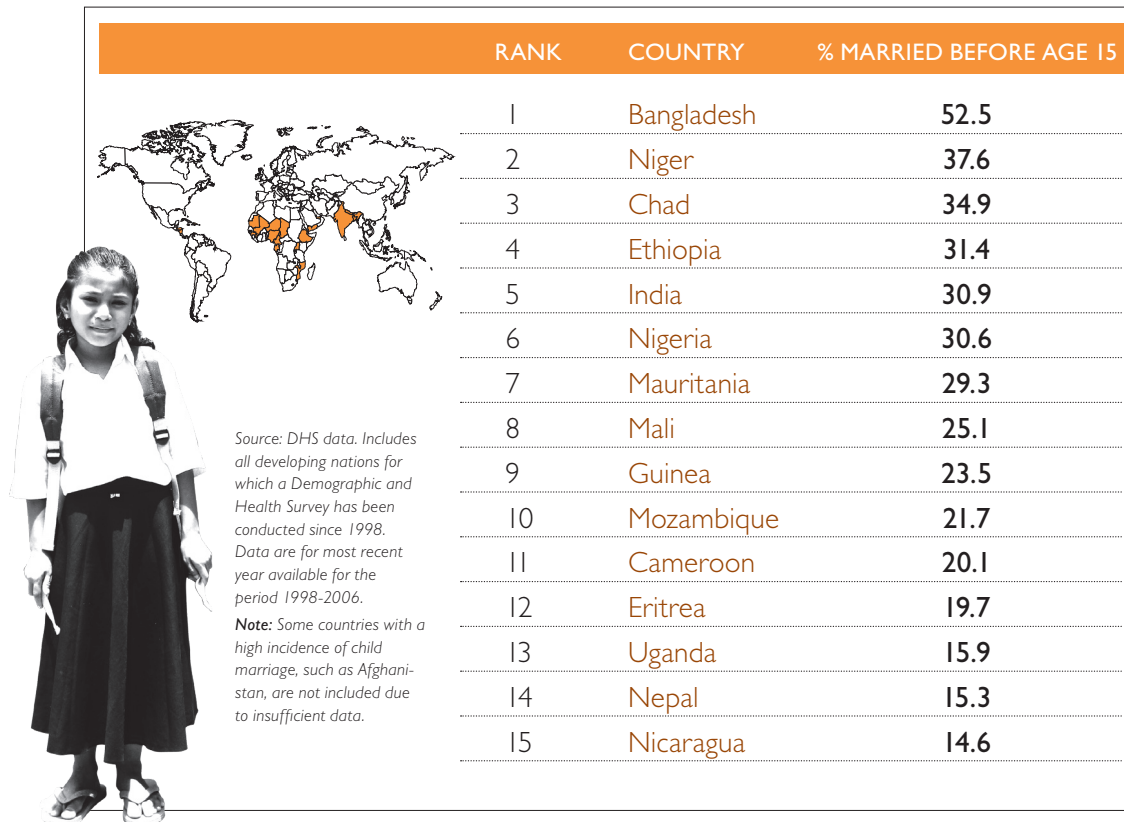 RANK COUNTRY % MARRIED BEFORE AGE 15
1 Bangladesh 52.5
2 Niger 37.6
3 Chad 34.9
4 Ethiopia 31.4
5 India 30.9
6 Nigeria 30.6
7 Mauritania 29.3
8 Mali 25.1
9 Guinea 23.5
10 Mozambique 21.7
11 Cameroon 20.1
12 Eritrea 19.7
13 Uganda 15.9
14 Nepal 15.3
15 Nicaragua 14.6
Source: DHS data. Includes
all developing nations for
which a Demographic and
Health Survey has been
conducted since 1998.
Data are for most recent
year available for the
period 1998-2006.
Note: Some countries with a
high incidence of child
marriage, such as Afghani-
stan, are not included due
to insufficient data.